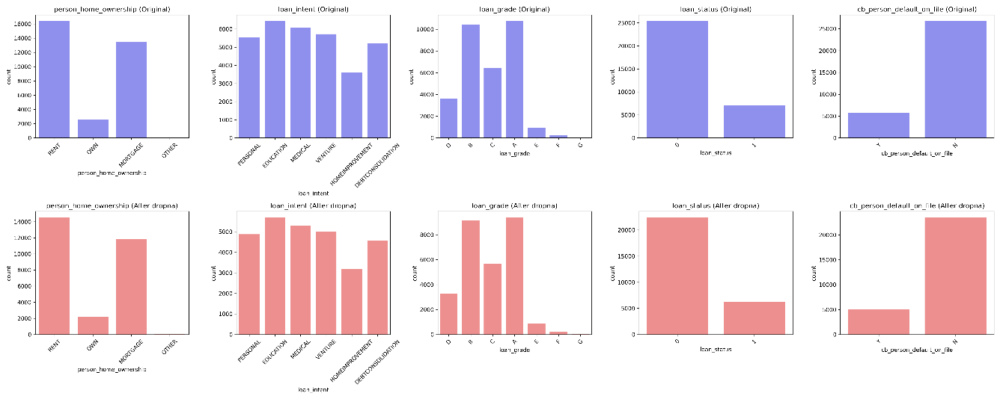 person_home_ownership (Original)
count
16000
14000
12000
10000
8000
6000
4000
2000
0
RENT
OWN
MORTGAGE
OTHER
person_home_ownership
loan_intent (Original)
count
6000
5000
4000
3000
2000
1000
0
PERSONAL
EDUCATION
MEDICAL
VENTURE
HOMEIMPROVEMENT
DEBTCONSOLIDATION
loan_intent
loan_grade (Original)
count
10000
8000
6000
4000
2000
0
D
B
C
A
E
F
G
loan_grade
loan_status (Original)
count
25000
20000
15000
10000
5000
0
0
1
loan_status
cb_person_default_on_file (Original)
count
25000
20000
15000
10000
5000
0
Y
N
cb_person_default_on_file
person_home_ownership (After dropna)
count
14000
12000
10000
8000
6000
4000
2000
0
RENT
OWN
MORTGAGE
OTHER
person_home_ownership
loan_intent (After dropna)
count
5000
4000
3000
2000
1000
0
PERSONAL
EDUCATION
MEDICAL
VENTURE
HOMEIMPROVEMENT
DEBTCONSOLIDATION
loan_intent
loan_grade (After dropna)
count
8000
6000
4000
2000
0
D
B
C
A
E
F
G
loan_grade
loan_status (After dropna)
count
20000
15000
10000
5000
0
0
1
loan_status
cb_person_default_on_file (After dropna)
count
20000
15000
10000
5000
0
Y
N
cb_person_default_on_file